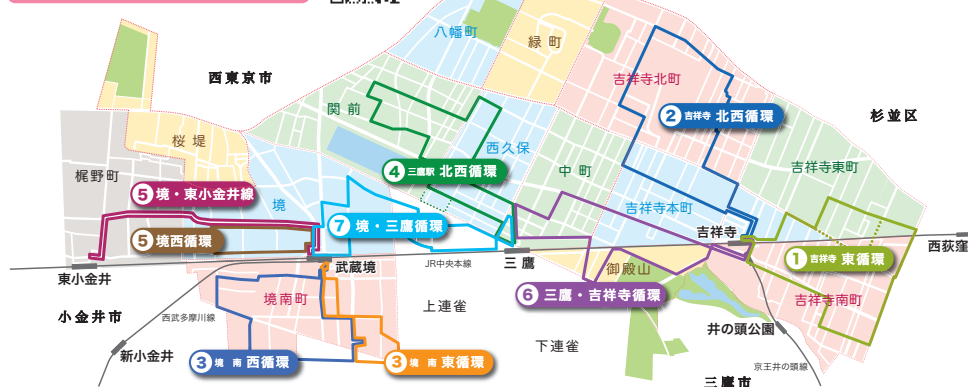 八幡町
緑町
西東京市
吉祥寺北町
関前
2 吉祥寺 北西循環
杉並区
桜堤
西久保
4 三鷹駅 北西循環
中町
吉祥寺東町
梶野町
5 境・東小金井線
境
吉祥寺本町
7 境・三鷹循環
5 境西循環
吉祥寺
西荻窪
1 吉祥寺 東循環
武蔵境
JR中央本線
三鷹
御殿山
東小金井
6 三鷹・吉祥寺循環
境南町
上連雀
吉祥寺南町
小金井市
西武多摩川線
井の頭公園
下連雀
新小金井
3 境南 西循環
3 境南 東循環
京王井の頭線
三鷹市